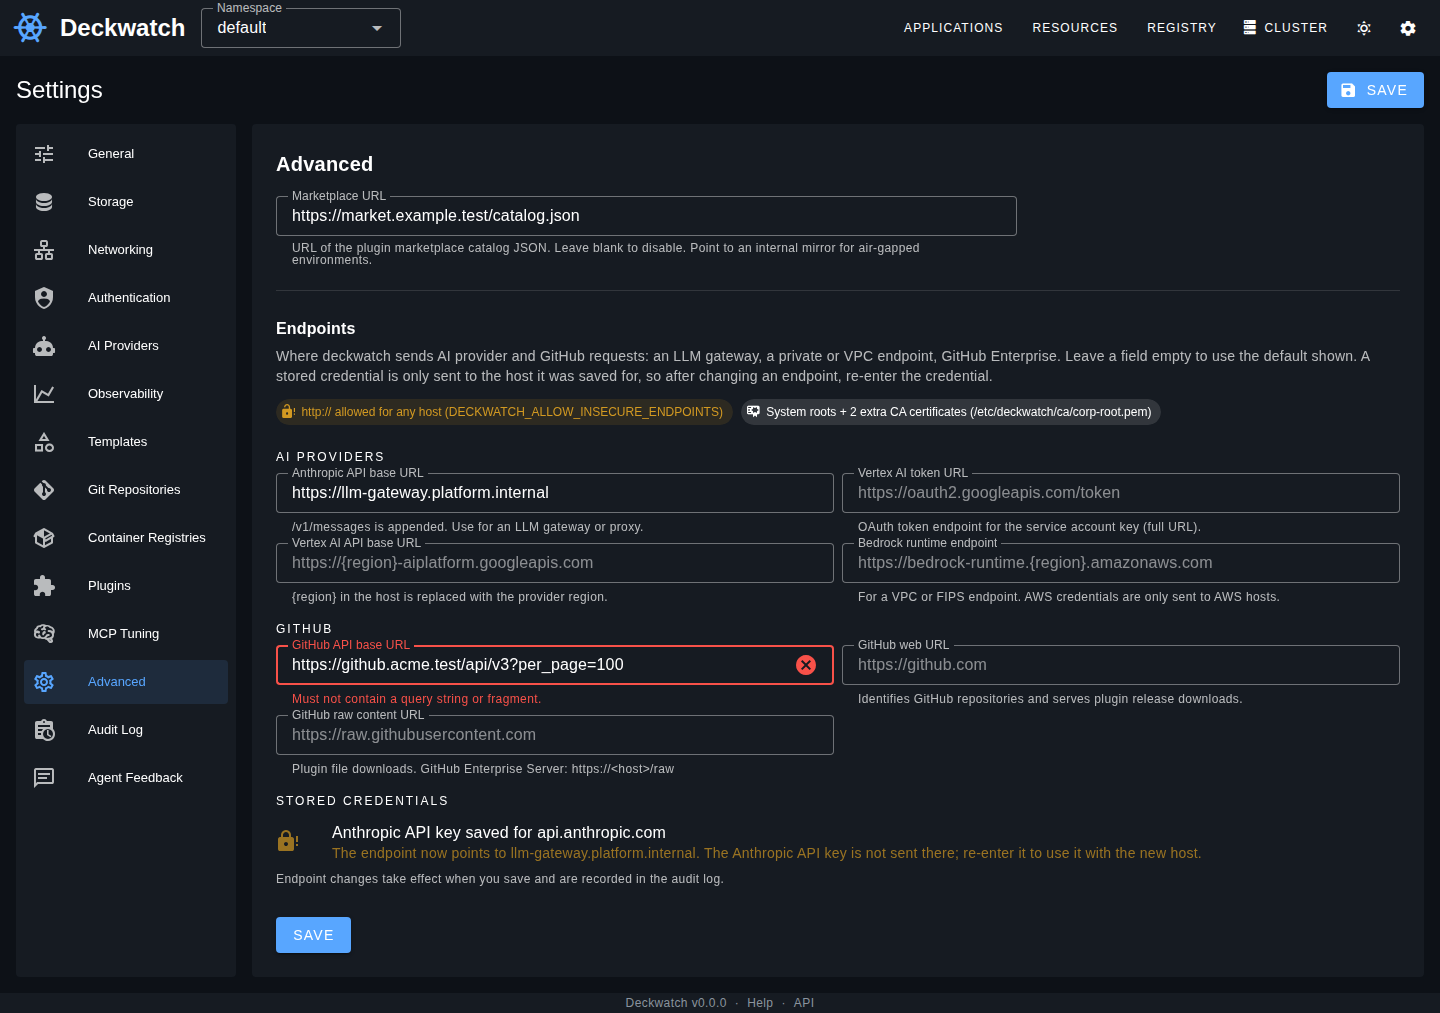 Deckwatch
Namespace
default
APPLICATIONS
RESOURCES
REGISTRY
CLUSTER
Settings
SAVE
General
Storage
Networking
Authentication
AI Providers
Observability
Templates
Git Repositories
Container Registries
Plugins
MCP Tuning
Advanced
Audit Log
Agent Feedback
Advanced
Marketplace URL
https://market.example.test/catalog.json
URL of the plugin marketplace catalog JSON. Leave blank to disable. Point to an internal mirror for air-gapped
environments.
Endpoints
Where deckwatch sends AI provider and GitHub requests: an LLM gateway, a private or VPC endpoint, GitHub Enterprise. Leave a field empty to use the default shown. A
stored credential is only sent to the host it was saved for, so after changing an endpoint, re-enter the credential.
http:// allowed for any host (DECKWATCH_ALLOW_INSECURE_ENDPOINTS)
System roots + 2 extra CA certificates (/etc/deckwatch/ca/corp-root.pem)
AI PROVIDERS
Anthropic API base URL
https://llm-gateway.platform.internal
/v1/messages is appended. Use for an LLM gateway or proxy.
Vertex AI token URL
https://oauth2.googleapis.com/token
OAuth token endpoint for the service account key (full URL).
Vertex AI API base URL
https://{region}-aiplatform.googleapis.com
{region} in the host is replaced with the provider region.
Bedrock runtime endpoint
https://bedrock-runtime.{region}.amazonaws.com
For a VPC or FIPS endpoint. AWS credentials are only sent to AWS hosts.
GITHUB
GitHub API base URL
https://github.acme.test/api/v3?per_page=100
Must not contain a query string or fragment.
GitHub web URL
https://github.com
Identifies GitHub repositories and serves plugin release downloads.
GitHub raw content URL
https://raw.githubusercontent.com
Plugin file downloads. GitHub Enterprise Server: https://<host>/raw
STORED CREDENTIALS
Anthropic API key saved for api.anthropic.com
The endpoint now points to llm-gateway.platform.internal. The Anthropic API key is not sent there; re-enter it to use it with the new host.
Endpoint changes take effect when you save and are recorded in the audit log.
SAVE
Deckwatch v0.0.0 · Help · API